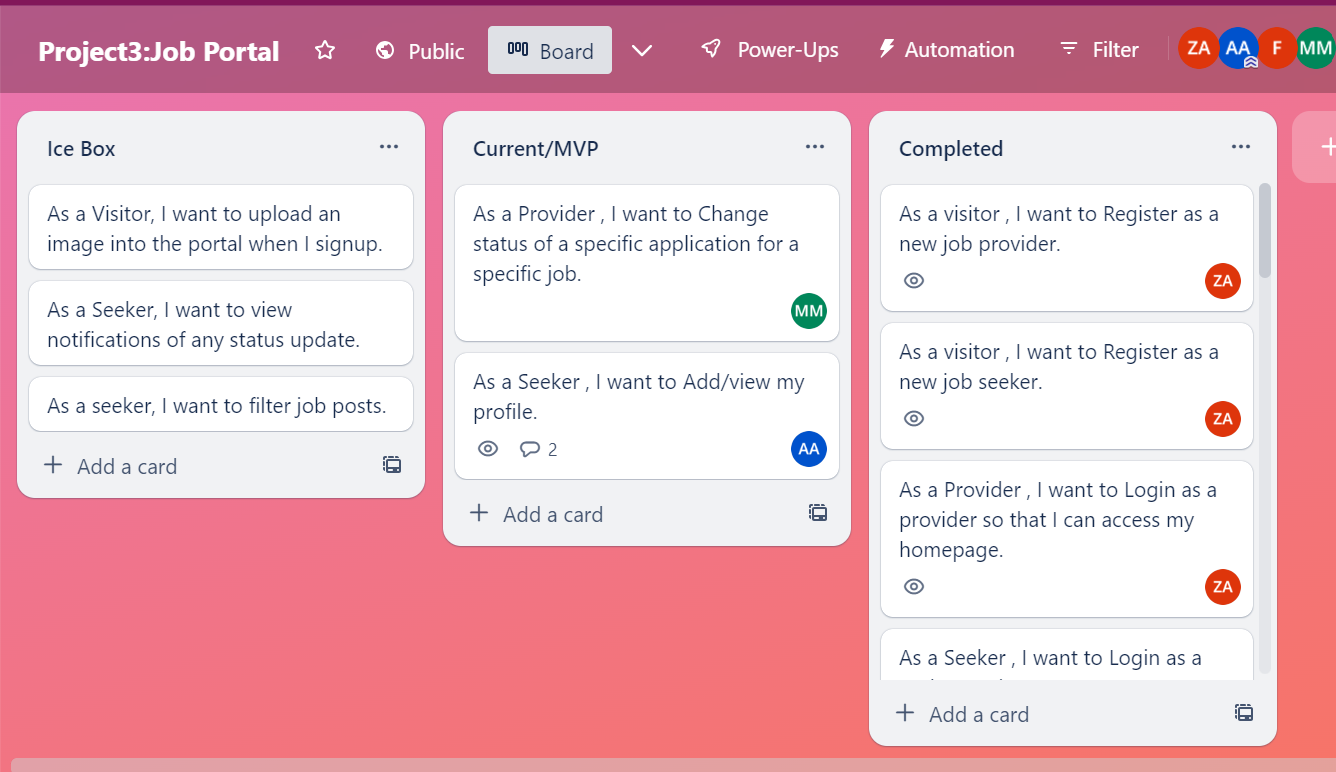 Project3:Job Portal
Public
Board
Power-Ups
Automation
Filter
ZA
AA
F
MM
Ice Box
As a Visitor, I want to upload an
image into the portal when I signup.
As a Seeker, I want to view
notifications of any status update.
As a seeker, I want to filter job posts.
+ Add a card
Current/MVP
As a Provider , I want to Change
status of a specific application for a
specific job.
MM
As a Seeker , I want to Add/view my
profile.
2
AA
+ Add a card
Completed
As a visitor , I want to Register as a
new job provider.
ZA
As a visitor , I want to Register as a
new job seeker.
ZA
As a Provider , I want to Login as a
provider so that I can access my
homepage.
ZA
As a Seeker , I want to Login as a
+ Add a card